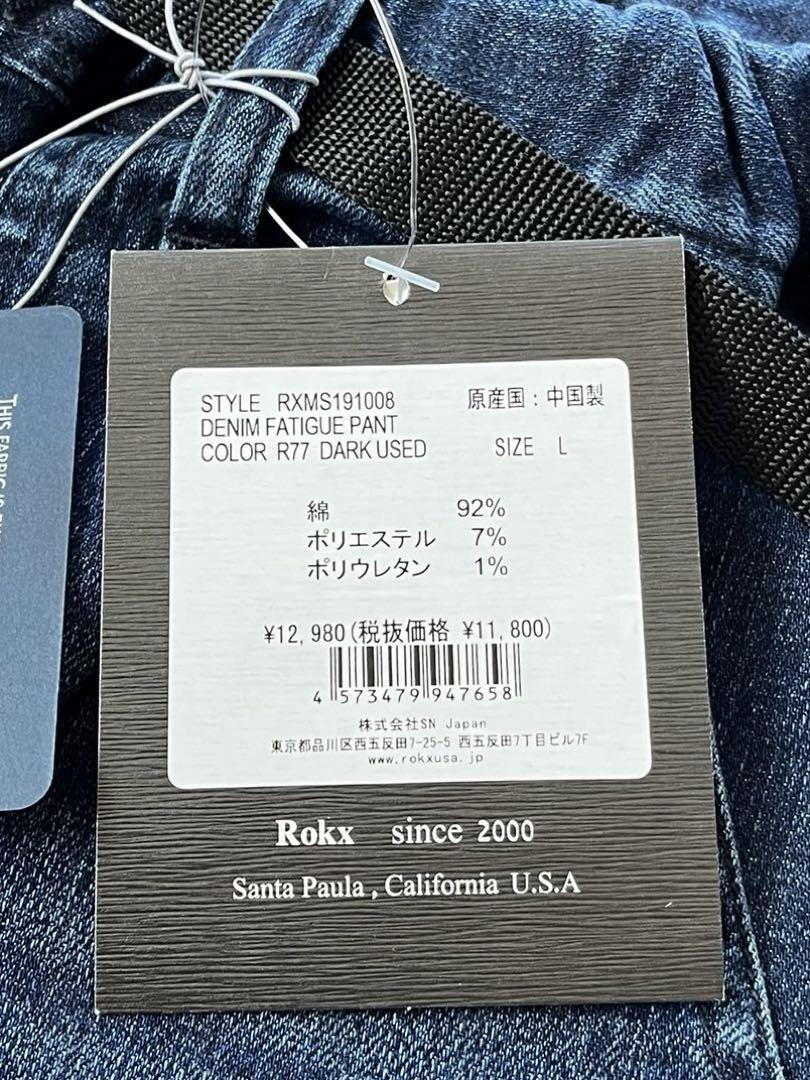 STYLE RXMS191008 原産国：中国製
DENIM FATIGUE PANT
COLOR R77 DARK USED SIZE L
綿 92%
ポリエステル 7%
ポリウレタン 1%
¥12,980(税抜価格 ¥11,800)
4 573479 947658
株式会社SN Japan
東京都品川区西五反田7-25-5 西五反田7丁目ビル7F
www.rokxusa.jp
Rokx since 2000
Santa Paula , California U.S.A
THIS FABRIC IS